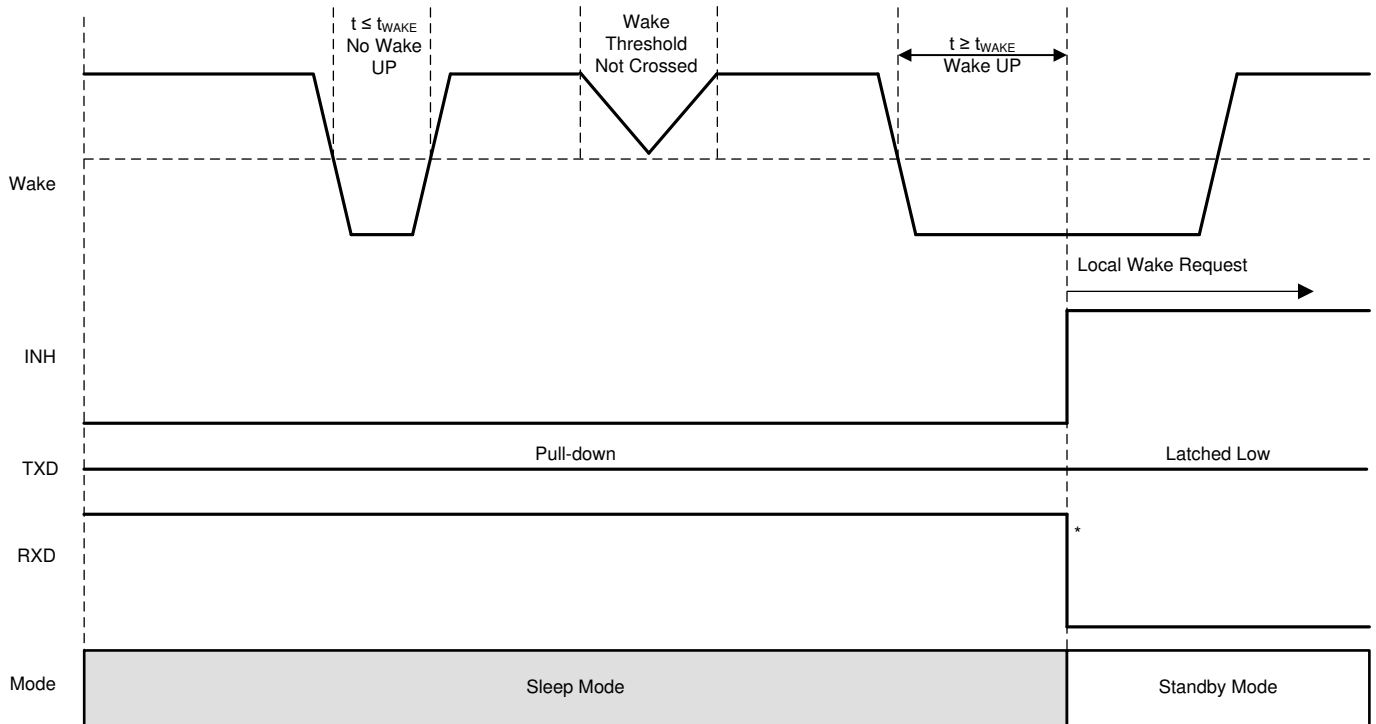 t ≤ tWAKE
No Wake
UP
Wake
Threshold
Not Crossed
t ≥ tWAKE
Wake UP
Wake
Local Wake Request
INH
Pull-down
Latched Low
TXD
*
RXD
Mode
Sleep Mode
Standby Mode